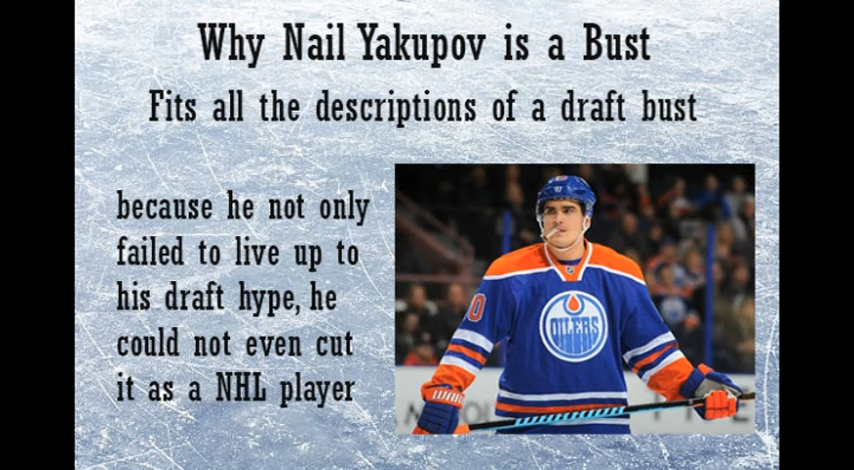 Why Nail Yakupov is a Bust
Fits all the descriptions of a draft bust
because he not only
failed to live up to
his draft hype, he
could not even cut
it as a NHL player
OILERS